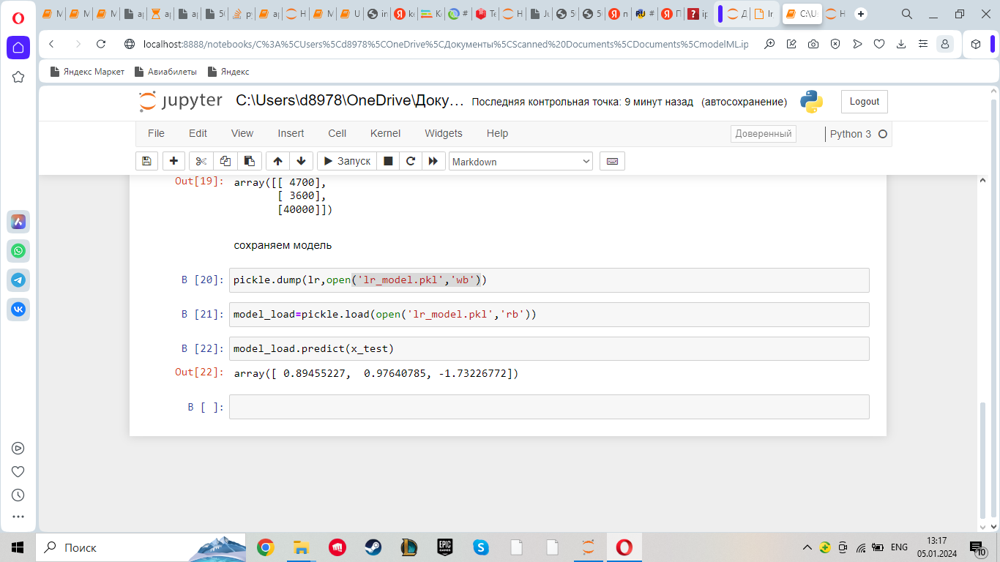 localhost:8888/notebooks/C%3A%5CUsers%5Cd8978%5COneDrive%5CДокументы%5CScanned%20Documents%5CDocuments%5CmodelML.ip
Яндекс Маркет Авиабилеты Яндекс
jupyter C:\Users\d8978\OneDrive\Доку... Последняя контрольная точка: 9 минут назад (автосохранение) Logout
File Edit View Insert Cell Kernel Widgets Help Доверенный Python 3
Запуск Markdown
Out[19]: array([[ 4700],
[ 3600],
[40000]])
сохраняем модель
В [20]: pickle.dump(lr,open('lr_model.pkl','wb'))
В [21]: model_load=pickle.load(open('lr_model.pkl','rb'))
В [22]: model_load.predict(x_test)
Out[22]: array([ 0.89455227,  0.97640785, -1.73226772])
В [ ]:
Поиск
ENG
13:17
05.01.2024
10